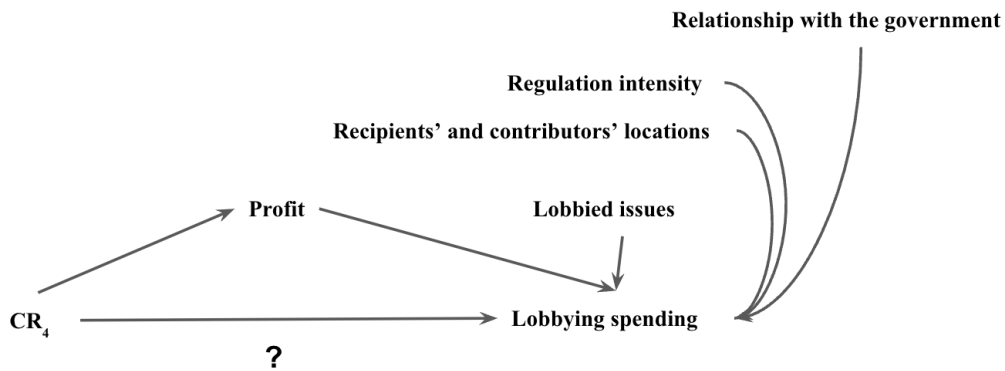 Relationship with the government
Regulation intensity
Recipients’ and contributors’ locations
Profit
Lobbied issues
CR₄
Lobbying spending
?